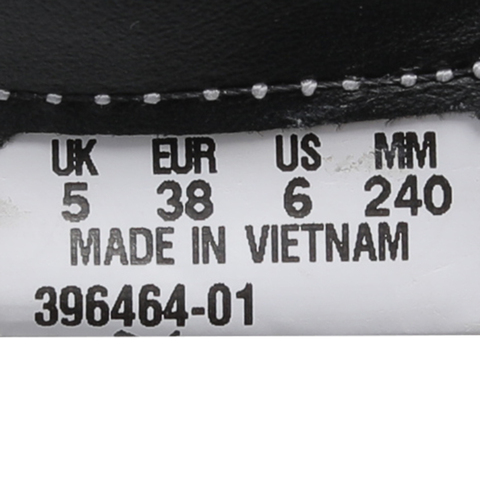 UK EUR US MM
5 38 6 240
MADE IN VIETNAM
396464-01